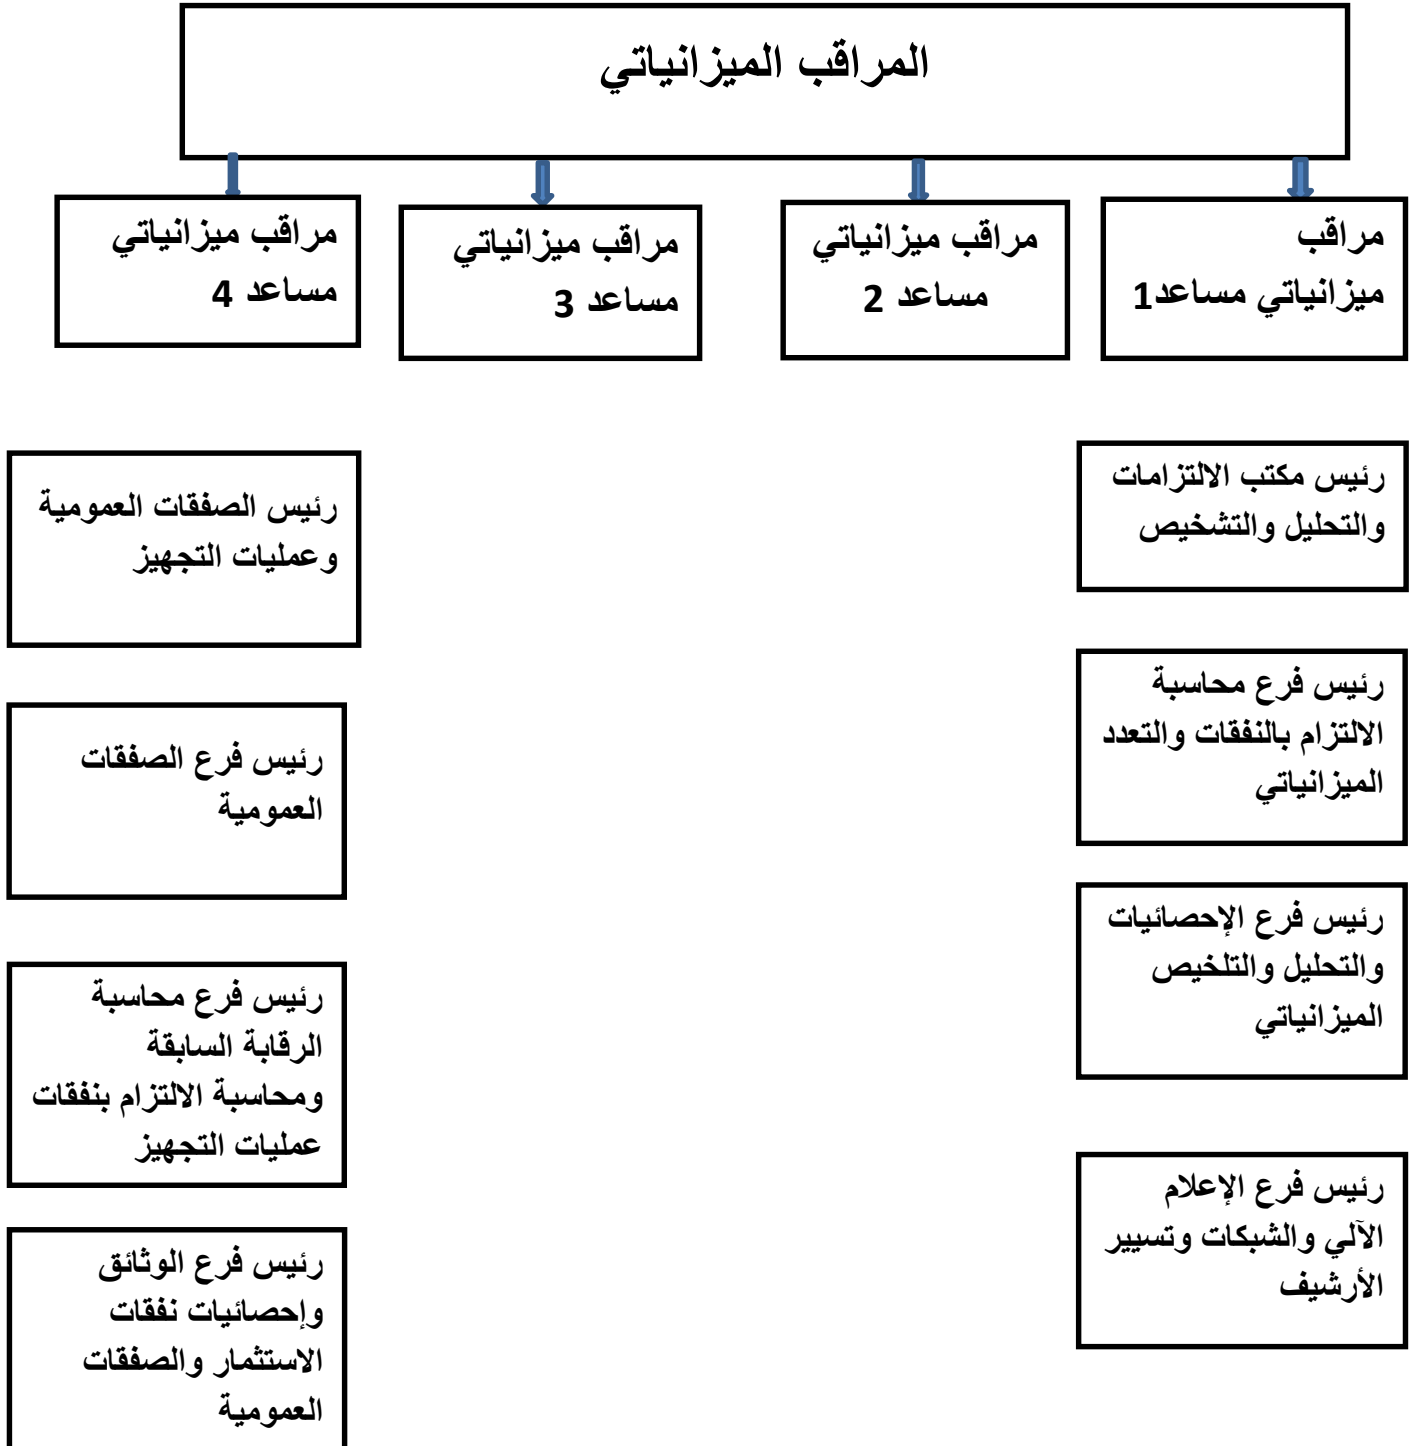 المراقب الميزانياتي
مراقب
ميزانياتي مساعد1
مراقب ميزانياتي
مساعد 2
مراقب ميزانياتي
مساعد 3
مراقب ميزانياتي
مساعد 4
رئيس مكتب الالتزامات
والتحليل والتشخيص
رئيس فرع محاسبة
الالتزام بالنفقات والتعدد
الميزانياتي
رئيس فرع الإحصائيات
والتحليل والتلخيص
الميزانياتي
رئيس فرع الإعلام
الآلي والشبكات وتسيير
الأرشيف
رئيس الصفقات العمومية
وعمليات التجهيز
رئيس فرع الصفقات
العمومية
رئيس فرع محاسبة
الرقابة السابقة
ومحاسبة الالتزام بنفقات
عمليات التجهيز
رئيس فرع الوثائق
وإحصائيات نفقات
الاستثمار والصفقات
العمومية